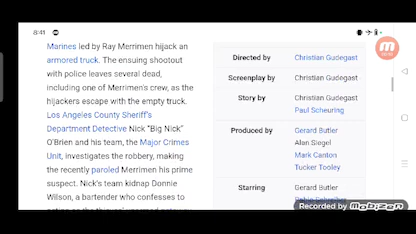 8:41
Marines led by Ray Merrimen hijack an
armored truck. The ensuing shootout
with police leaves several dead,
including one of Merrimen's crew, as the
hijackers escape with the empty truck.
Los Angeles County Sheriff's
Department Detective Nick "Big Nick"
O'Brien and his team, the Major Crimes
Unit, investigates the robbery, making
the recently paroled Merrimen his prime
suspect. Nick's team kidnap Donnie
Wilson, a bartender who confesses to
Directed by Christian Gudegast
Screenplay by Christian Gudegast
Story by Christian Gudegast
Paul Scheuring
Produced by Gerard Butler
Alan Siegel
Mark Canton
Tucker Tooley
Starring Gerard Butler
Recorded by Mobizen